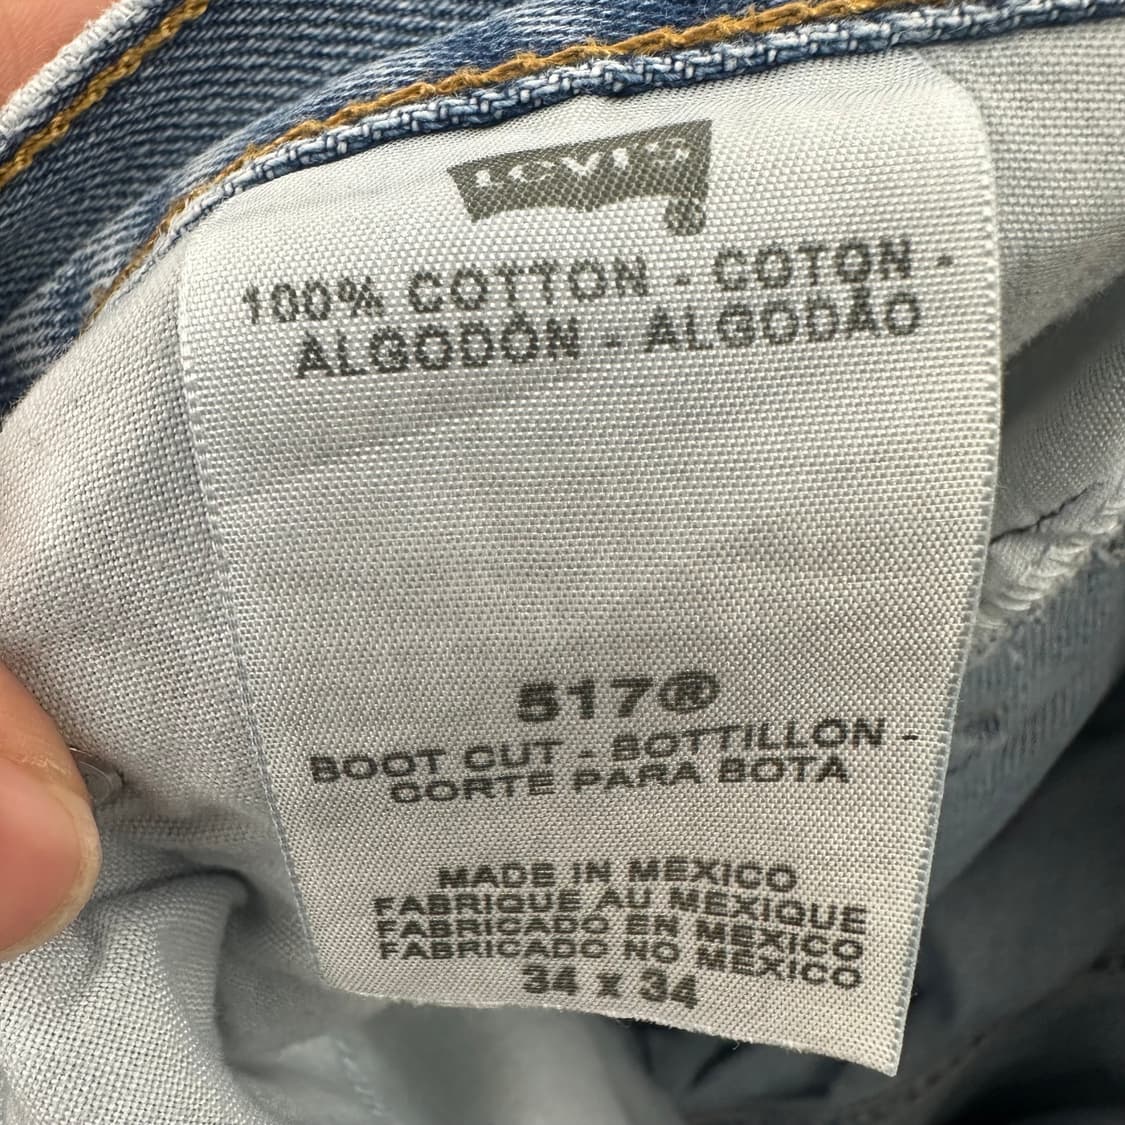 LEVI'S
®
100% COTTON - COTON -
ALGODÓN - ALGODÃO
517®
BOOT CUT - BOTTILLON -
CORTE PARA BOTA
MADE IN MEXICO
FABRIQUE AU MEXIQUE
FABRICADO EN MEXICO
FABRICADO NO MÉXICO
34 x 34